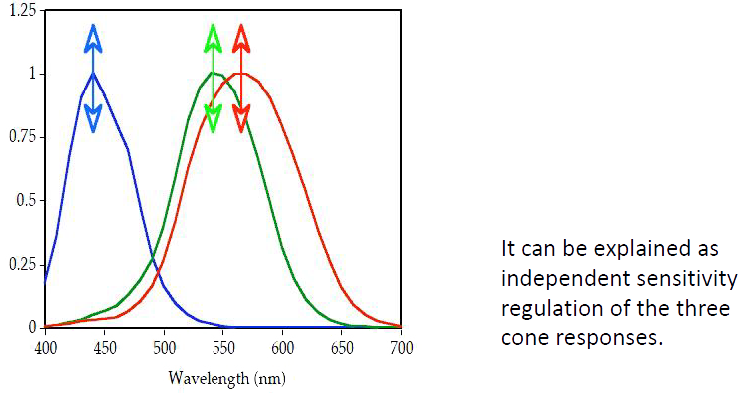 1.25
1
0.75
0.5
0.25
0
400 450 500 550 600 650 700
Wavelength (nm)
It can be explained as
independent sensitivity
regulation of the three
cone responses.